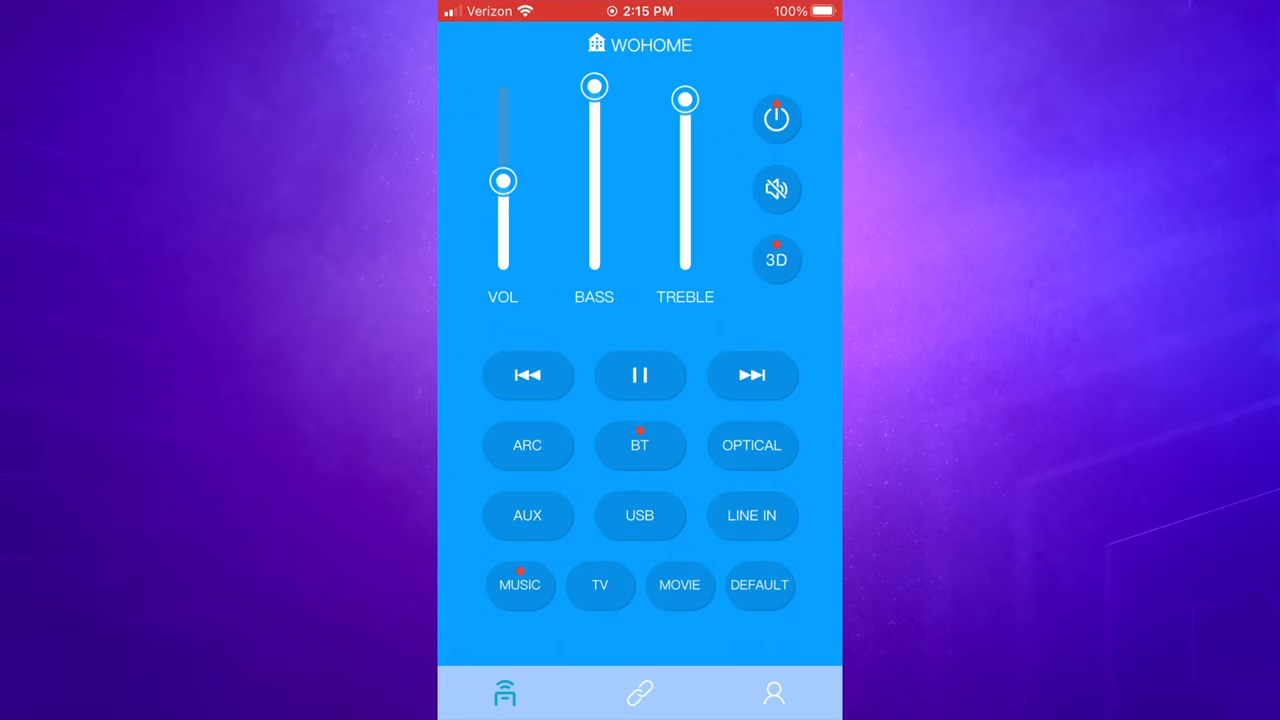 Verizon 2:15 PM 100%
WOHOME
VOL BASS TREBLE
3D
ARC BT OPTICAL
AUX USB LINE IN
MUSIC TV MOVIE DEFAULT